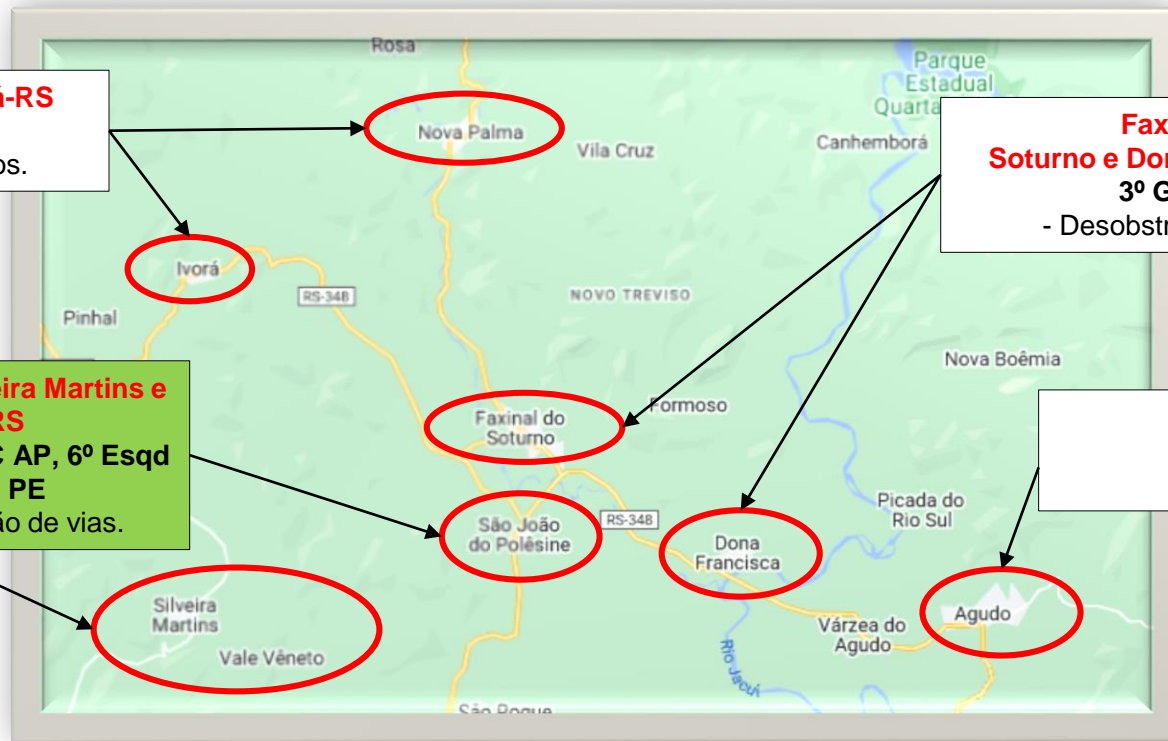 Rosa
Parque
Estadual
Quarta
á-RS
os.
Nova Palma
Vila Cruz
Canhemborá
Fax
Soturno e Don
3º G
- Desobstr
Ivorá
RS-348
NOVO TREVISO
Pinhal
Nova Boêmia
eira Martins e
RS
C AP, 6º Esqd
PE
ão de vias.
Faxinal do
Soturno
Formoso
São João
do Polêsine
RS-348
Dona
Francisca
Picada do
Rio Sul
Silveira
Martins
Vale Vêneto
Várzea do
Agudo
Agudo
Rio Jacuí
São Roque